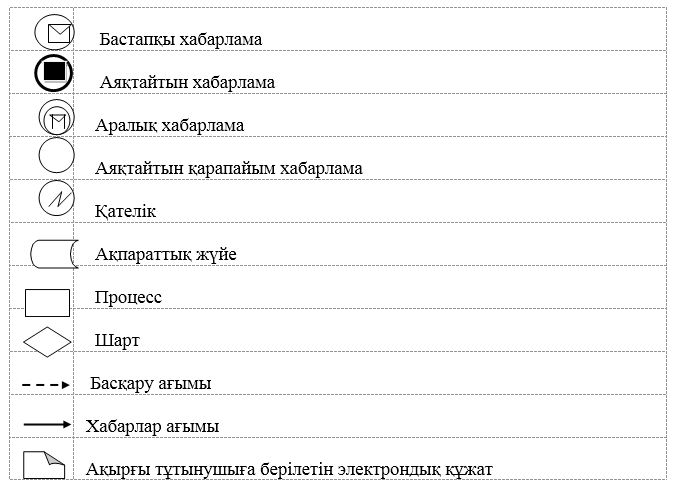 Бастапқы хабарлама
Аяқтайтын хабарлама
Аралық хабарлама
Аяқтайтын қарапайым хабарлама
Қателік
Ақпараттық жүйе
Процесс
Шарт
Басқару ағымы
Хабарлар ағымы
Ақырғы тұтынушыға берілетін электрондық құжат